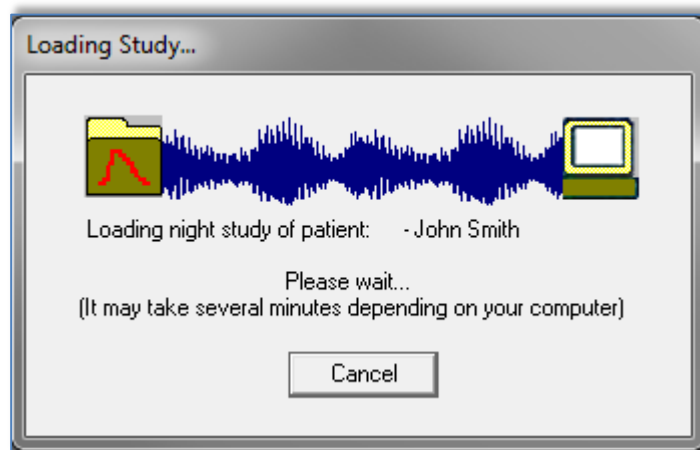 Loading Study...
Loading night study of patient: - John Smith
Please wait...
(It may take several minutes depending on your computer)
Cancel